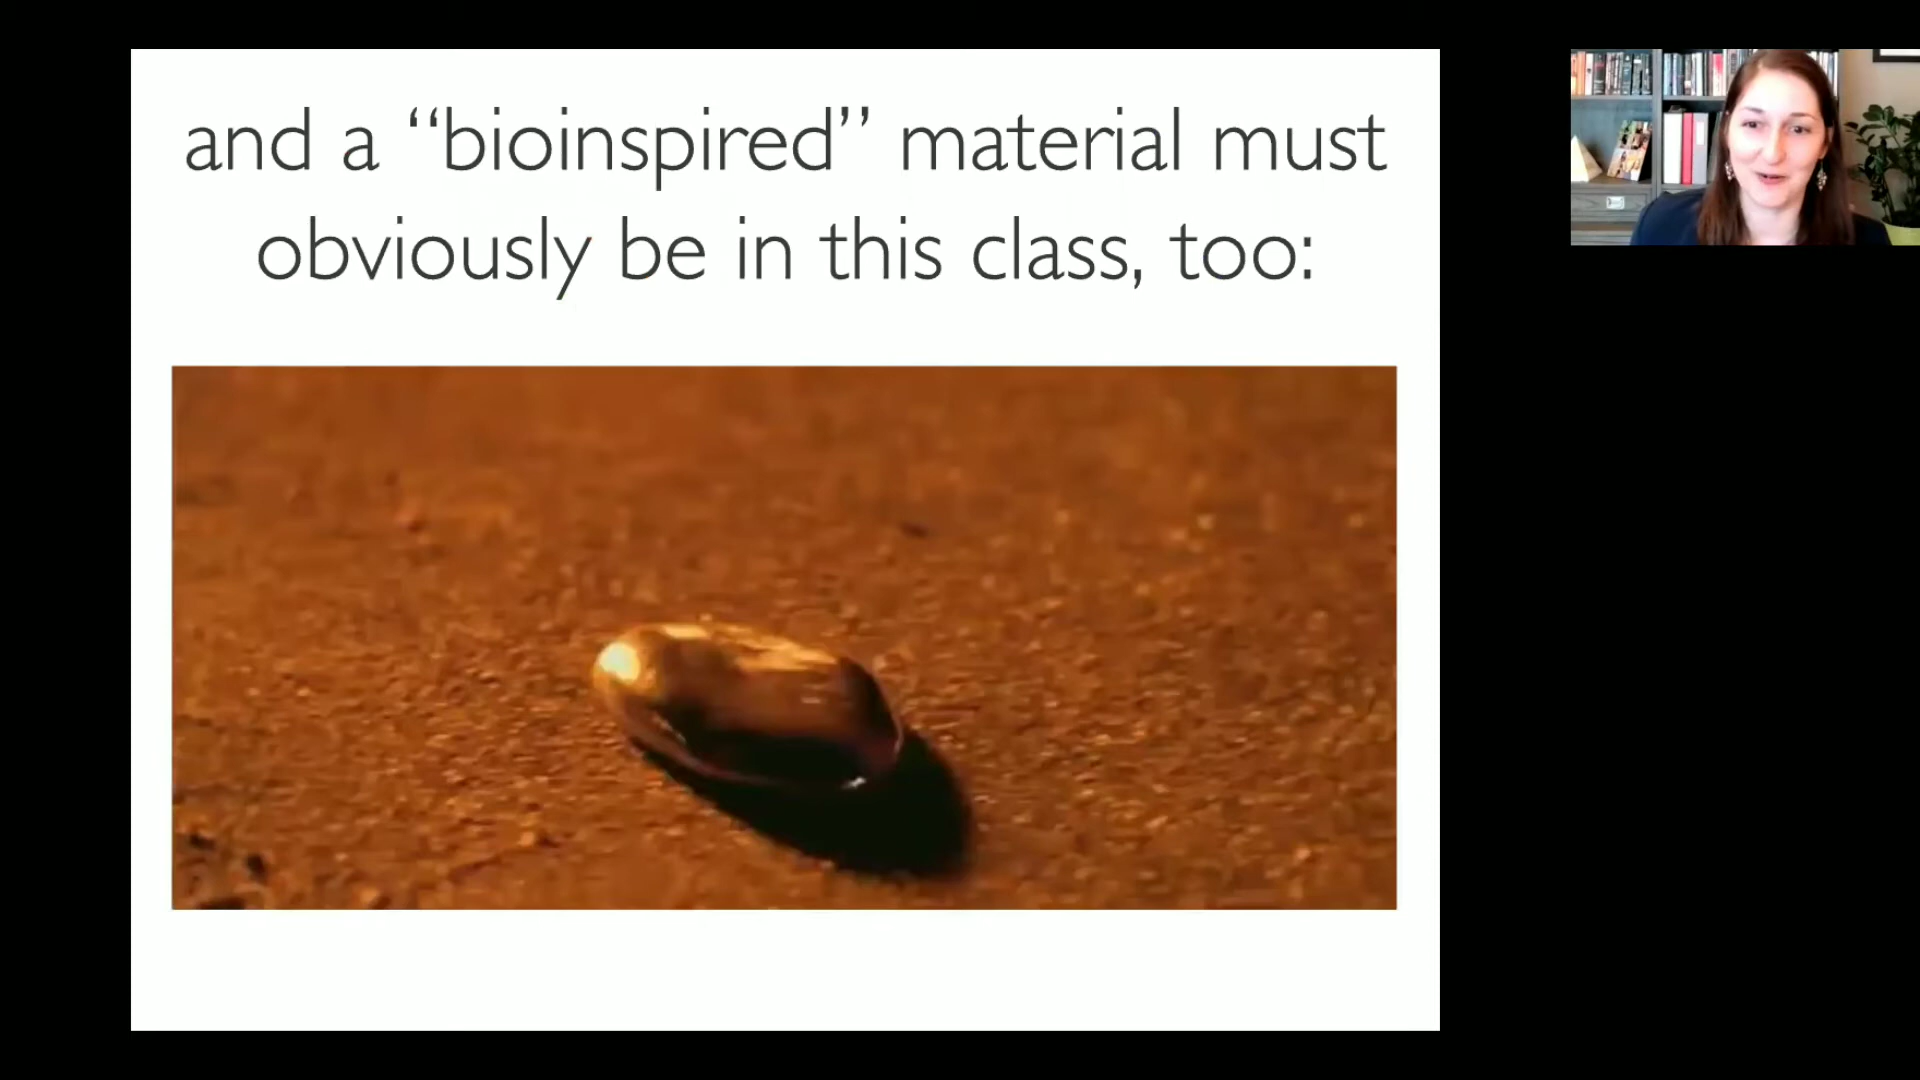 and a “bioinspired” material must
obviously be in this class, too: